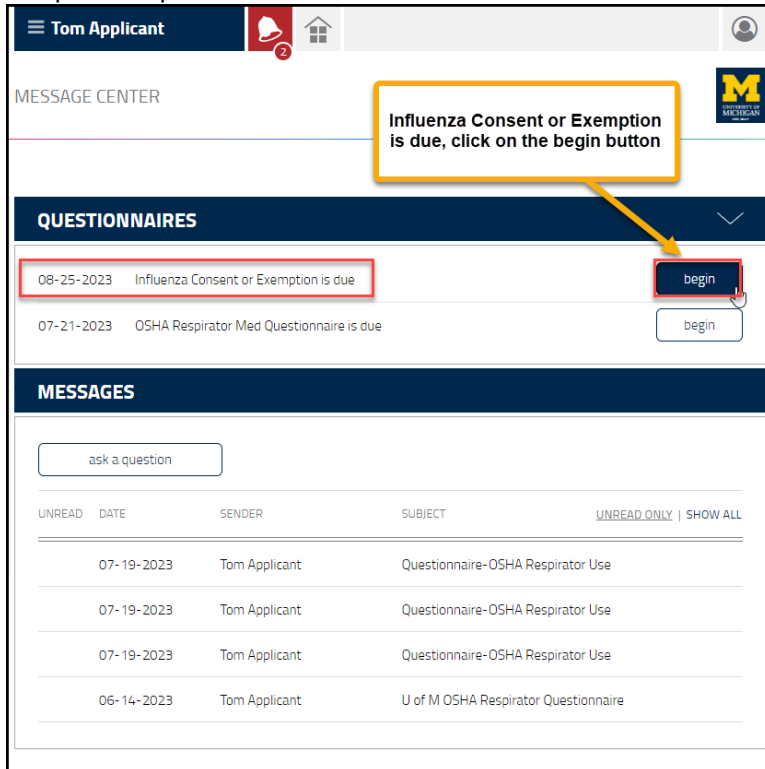 Tom Applicant
2
MESSAGE CENTER
M
UNIVERSITY OF
MICHIGAN
Influenza Consent or Exemption
is due, click on the begin button
QUESTIONNAIRES
08-25-2023 Influenza Consent or Exemption is due begin
07-21-2023 OSHA Respirator Med Questionnaire is due begin
MESSAGES
ask a question
UNREAD DATE SENDER SUBJECT UNREAD ONLY | SHOW ALL
07-19-2023 Tom Applicant Questionnaire-OSHA Respirator Use
07-19-2023 Tom Applicant Questionnaire-OSHA Respirator Use
07-19-2023 Tom Applicant Questionnaire-OSHA Respirator Use
06-14-2023 Tom Applicant U of M OSHA Respirator Questionnaire